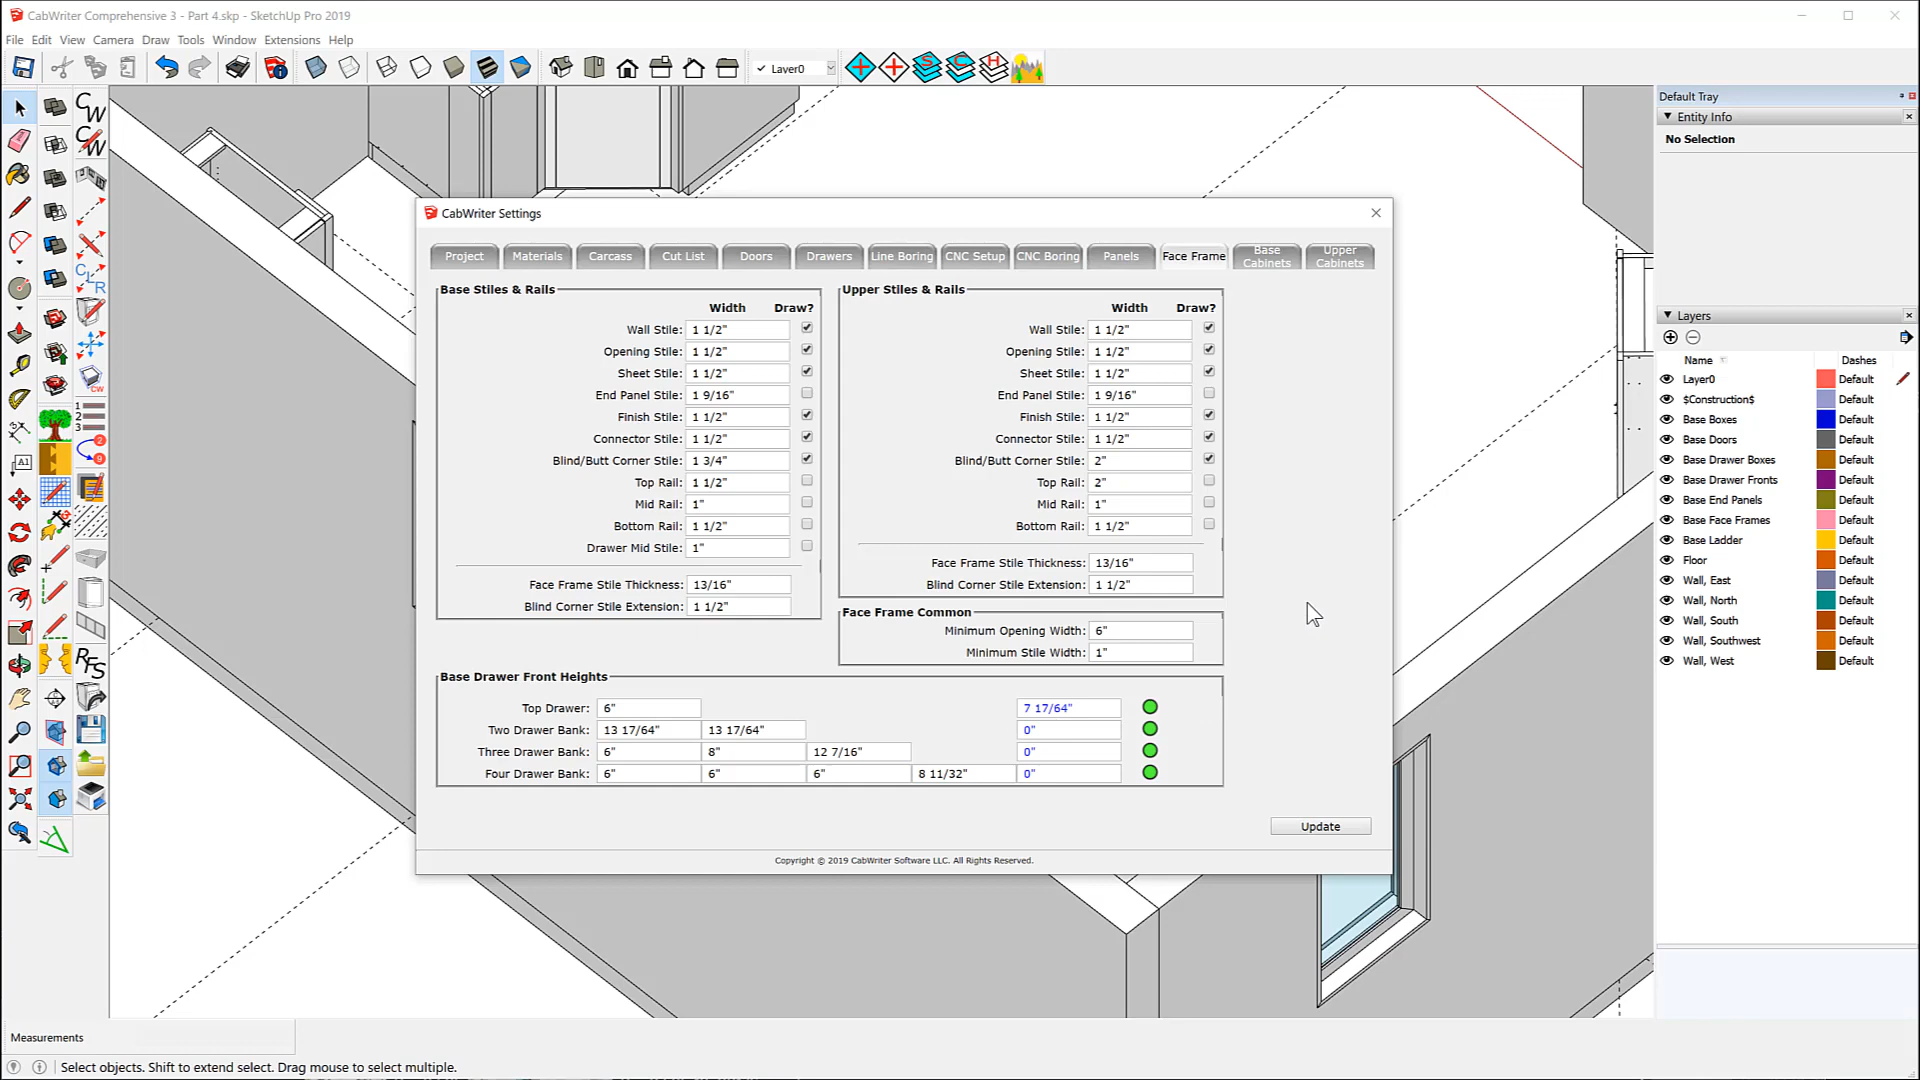 CabWriter Comprehensive 3 - Part 4.skp - SketchUp Pro 2019
File Edit View Camera Draw Tools Window Extensions Help
Layer0
S C H
CW
CW
CLR
CW
1
2
3
2
9
A1
RFS
Default Tray
Entity Info
No Selection
Layers
Name Dashes
Layer0 Default
$Construction$ Default
Base Boxes Default
Base Doors Default
Base Drawer Boxes Default
Base Drawer Fronts Default
Base End Panels Default
Base Face Frames Default
Base Ladder Default
Floor Default
Wall, East Default
Wall, North Default
Wall, South Default
Wall, Southwest Default
Wall, West Default
CabWriter Settings
Project Materials Carcass Cut List Doors Drawers Line Boring CNC Setup CNC Boring Panels Face Frame Base Cabinets Upper Cabinets
Base Stiles & Rails
Width Draw?
Wall Stile: 1 1/2"
Opening Stile: 1 1/2"
Sheet Stile: 1 1/2"
End Panel Stile: 1 9/16"
Finish Stile: 1 1/2"
Connector Stile: 1 1/2"
Blind/Butt Corner Stile: 1 3/4"
Top Rail: 1 1/2"
Mid Rail: 1"
Bottom Rail: 1 1/2"
Drawer Mid Stile: 1"
Face Frame Stile Thickness: 13/16"
Blind Corner Stile Extension: 1 1/2"
Upper Stiles & Rails
Width Draw?
Wall Stile: 1 1/2"
Opening Stile: 1 1/2"
Sheet Stile: 1 1/2"
End Panel Stile: 1 9/16"
Finish Stile: 1 1/2"
Connector Stile: 1 1/2"
Blind/Butt Corner Stile: 2"
Top Rail: 2"
Mid Rail: 1"
Bottom Rail: 1 1/2"
Face Frame Stile Thickness: 13/16"
Blind Corner Stile Extension: 1 1/2"
Face Frame Common
Minimum Opening Width: 6"
Minimum Stile Width: 1"
Base Drawer Front Heights
Top Drawer: 6" 7 17/64"
Two Drawer Bank: 13 17/64" 13 17/64" 0"
Three Drawer Bank: 6" 8" 12 7/16" 0"
Four Drawer Bank: 6" 6" 6" 8 11/32" 0"
Update
Copyright © 2019 CabWriter Software LLC. All Rights Reserved.
Measurements
Select objects. Shift to extend select. Drag mouse to select multiple.